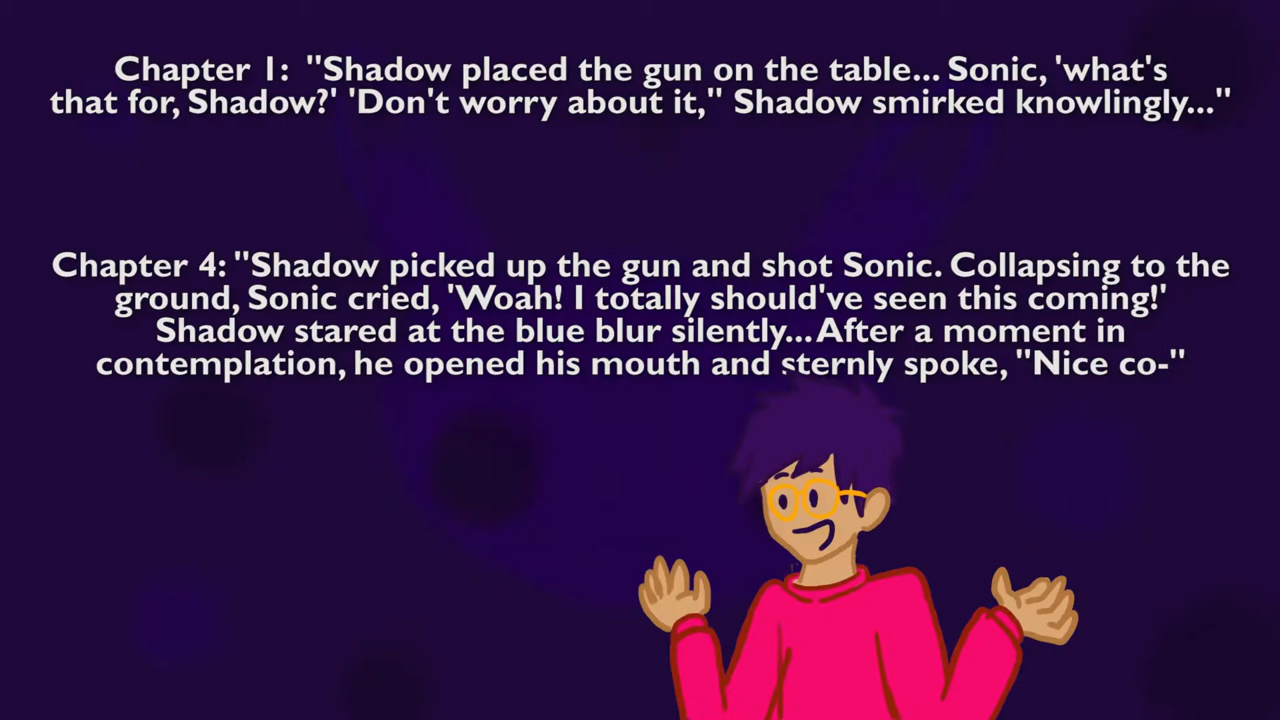 Chapter 1:  "Shadow placed the gun on the table... Sonic, 'what's
that for, Shadow?' 'Don't worry about it," Shadow smirked knowlingly..."
Chapter 4: "Shadow picked up the gun and shot Sonic. Collapsing to the
ground, Sonic cried, 'Woah! I totally should've seen this coming!'
Shadow stared at the blue blur silently... After a moment in
contemplation, he opened his mouth and sternly spoke, "Nice co-"